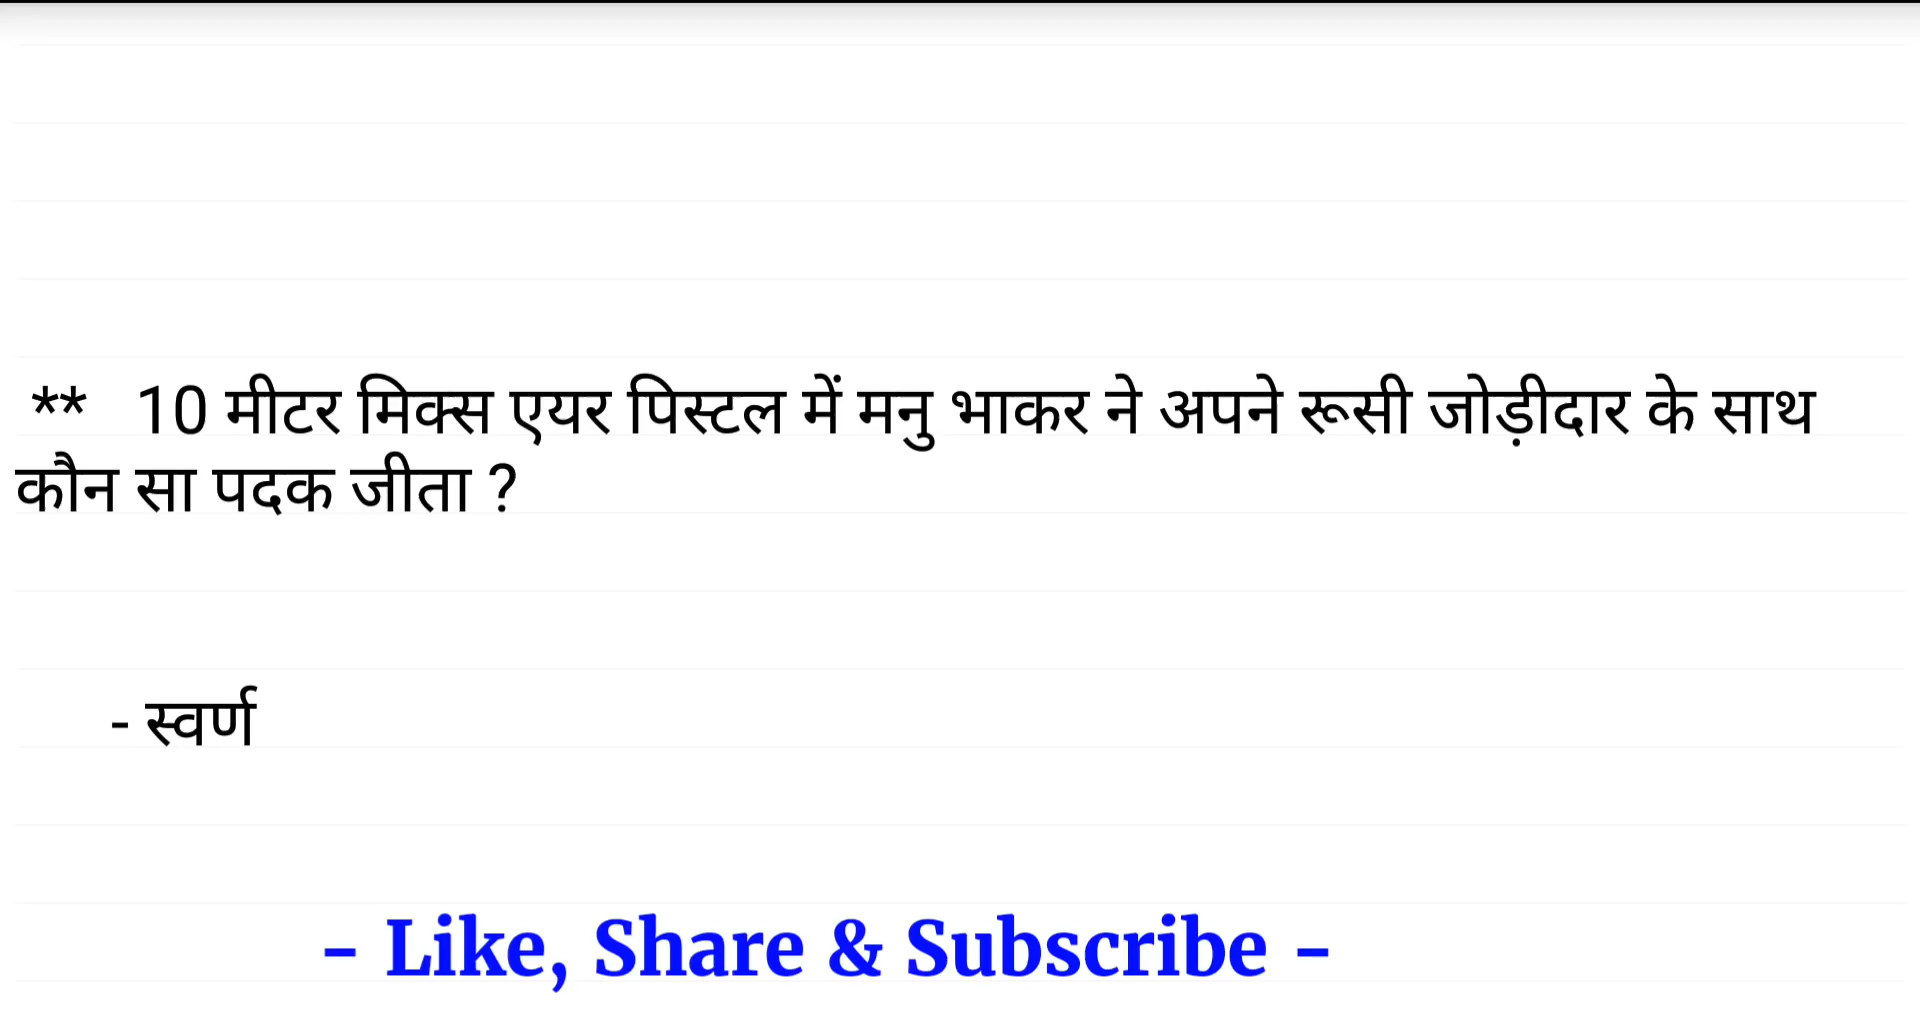 ** 10 मीटर मिक्स एयर पिस्टल में मनु भाकर ने अपने रूसी जोड़ीदार के साथ
कौन सा पदक जीता ?
- स्वर्ण
- Like, Share & Subscribe -